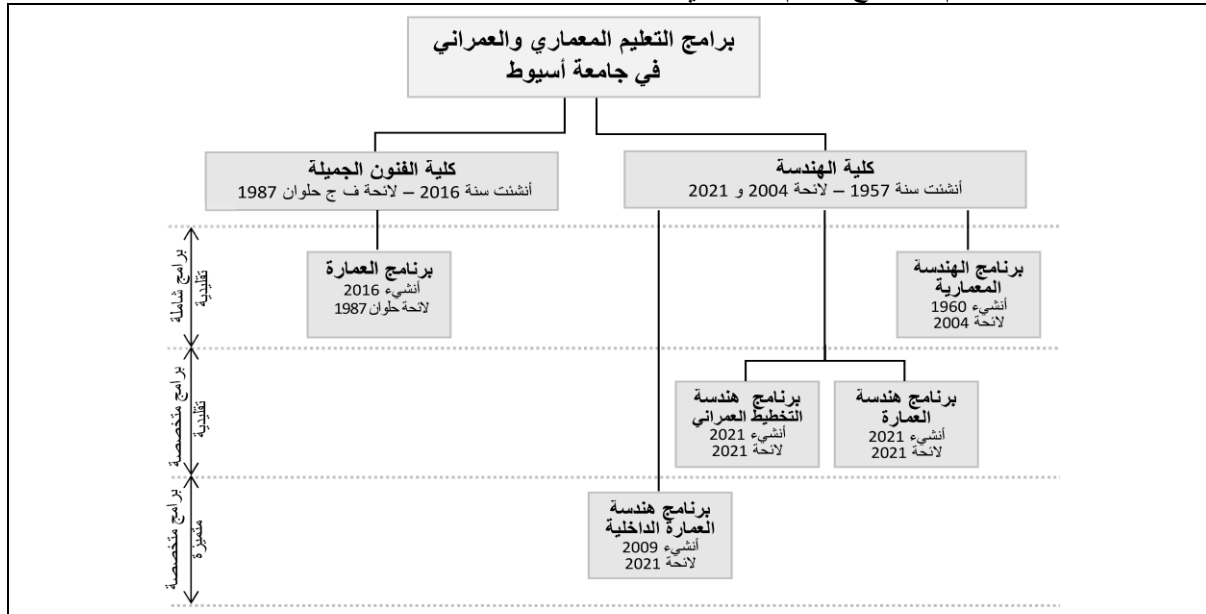 برامج التعليم المعماري والعمراني
في جامعة أسيوط
كلية الهندسة
أنشئت سنة 1957 – لائحة 2004 و 2021
كلية الفنون الجميلة
أنشئت سنة 2016 – لائحة ف ج حلوان 1987
برامج شاملة
تقليدية
برنامج الهندسة
المعمارية
أنشيء 1960
لائحة 2004
برنامج العمارة
أنشيء 2016
لائحة حلوان 1987
برامج متخصصة
تقليدية
برنامج هندسة
العمارة
أنشيء 2021
لائحة 2021
برنامج هندسة
التخطيط العمراني
أنشيء 2021
لائحة 2021
برامج متخصصة
متميزة
برنامج هندسة
العمارة الداخلية
أنشيء 2009
لائحة 2021